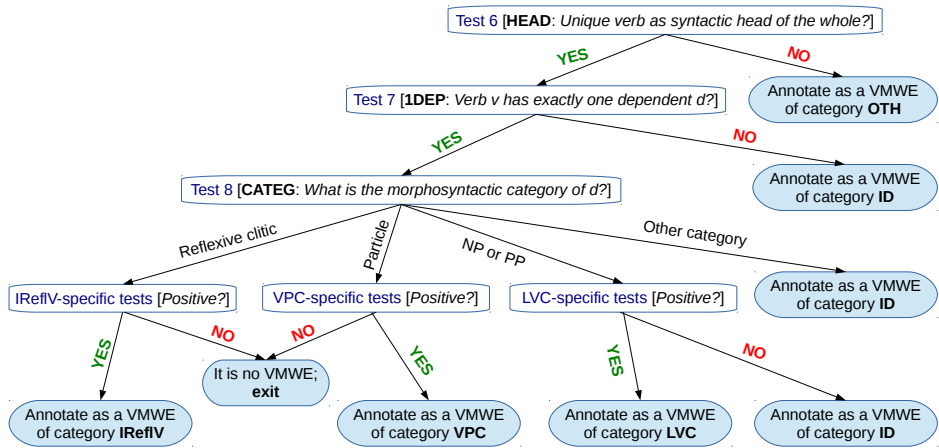 Test 6 [HEAD: Unique verb as syntactic head of the whole?]
YES
NO
Test 7 [1DEP: Verb v has exactly one dependent d?]
Annotate as a VMWE
of category OTH
YES
NO
Test 8 [CATEG: What is the morphosyntactic category of d?]
Annotate as a VMWE
of category ID
Reflexive clitic
Particle
NP or PP
Other category
IReflV-specific tests [Positive?]
VPC-specific tests [Positive?]
LVC-specific tests [Positive?]
Annotate as a VMWE
of category ID
YES
NO
NO
YES
YES
NO
It is no VMWE;
exit
Annotate as a VMWE
of category IReflV
Annotate as a VMWE
of category VPC
Annotate as a VMWE
of category LVC
Annotate as a VMWE
of category ID